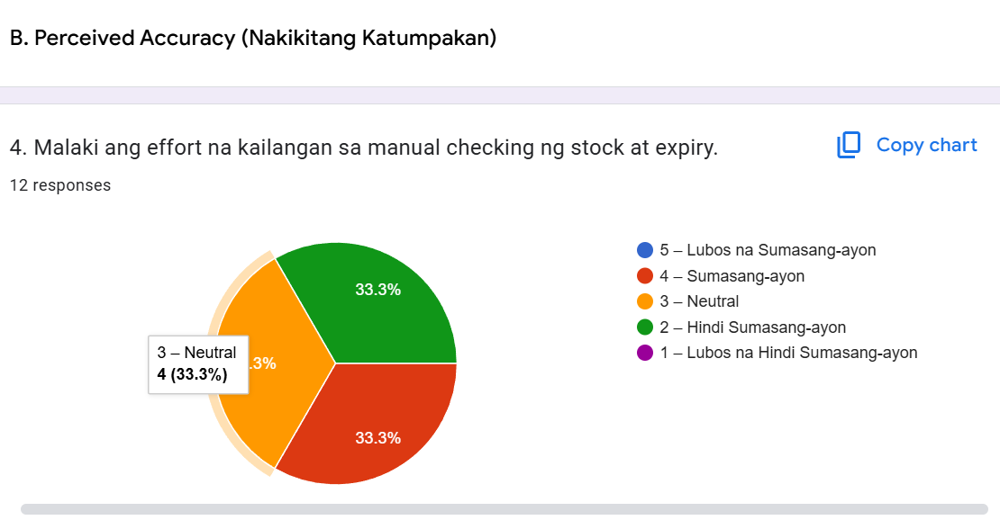 B. Perceived Accuracy (Nakikitang Katumpakan)
4. Malaki ang effort na kailangan sa manual checking ng stock at expiry.
Copy chart
12 responses
5 – Lubos na Sumasang-ayon
4 – Sumasang-ayon
3 – Neutral
2 – Hindi Sumasang-ayon
1 – Lubos na Hindi Sumasang-ayon
33.3%
3 – Neutral
4 (33.3%)
.3%
33.3%